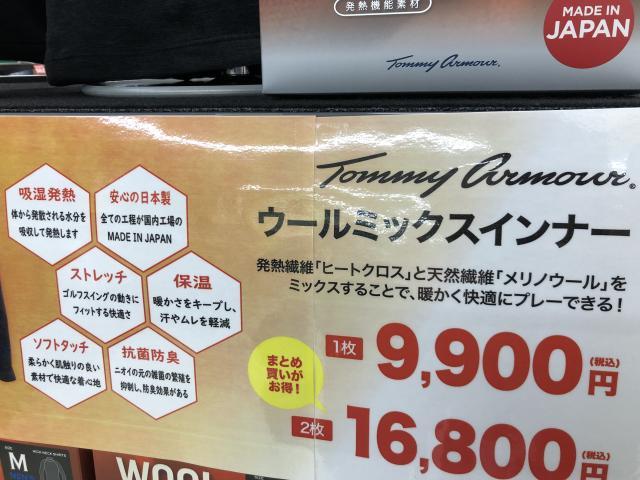 発熱機能素材
MADE IN
JAPAN
Tommy Armour.
Tommy Armour®
ウールミックスインナー
発熱繊維「ヒートクロス」と天然繊維「メリノウール」を
ミックスすることで、暖かく快適にプレーできる！
吸湿発熱
体から発散される水分を
吸収して発熱します
安心の日本製
全ての工程が国内工場の
MADE IN JAPAN
ストレッチ
ゴルフスイングの動きに
フィットする快適さ
保温
暖かさをキープし、
汗やムレを軽減
ソフトタッチ
柔らかく肌触りの良い
素材で快適な着心地
抗菌防臭
ニオイの元の雑菌の繁殖を
抑制し、防臭効果がある
1枚 9,900円(税込)
まとめ
買いが
お得！
2枚 16,800円(税込)
M
WOOL